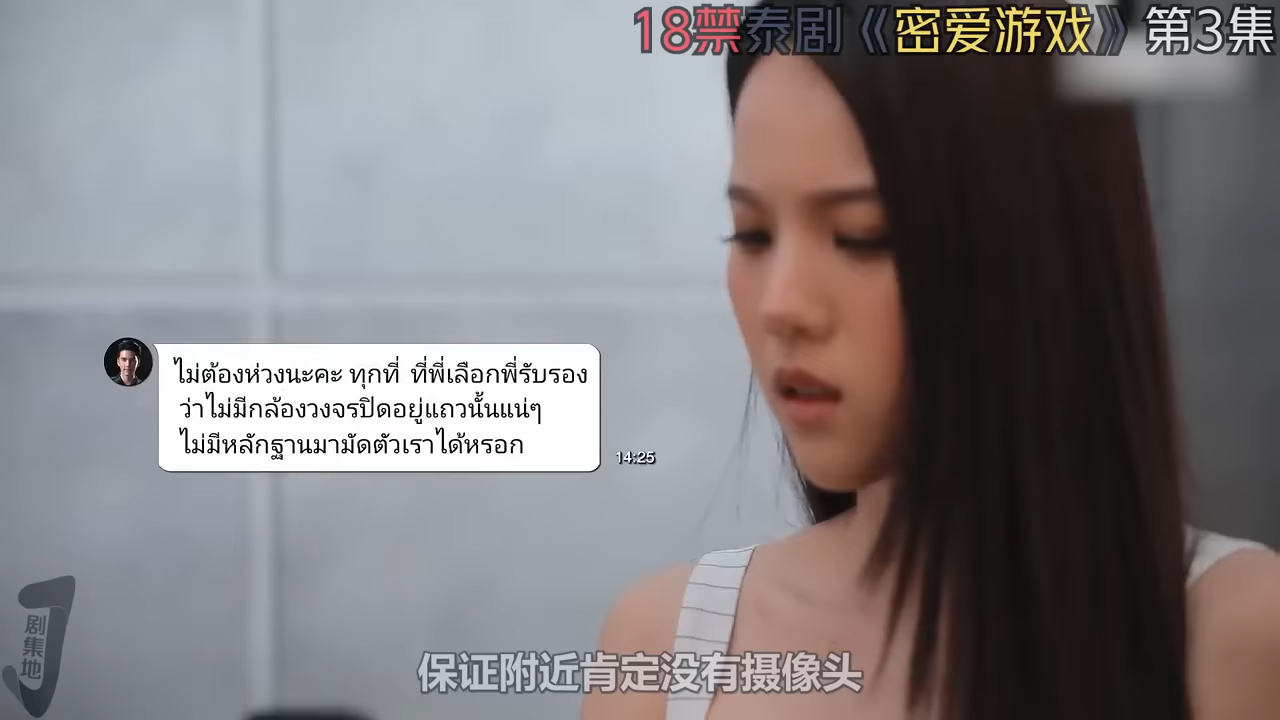 18禁泰剧《密爱游戏》第3集
ไม่ต้องห่วงนะคะ ทุกที่ ที่พี่เลือกพี่รับรอง
ว่าไม่มีกล้องวงจรปิดอยู่แถวนั้นแน่ๆ
ไม่มีหลักฐานมามัดตัวเราได้หรอก
14:25
剧集地
保证附近肯定没有摄像头